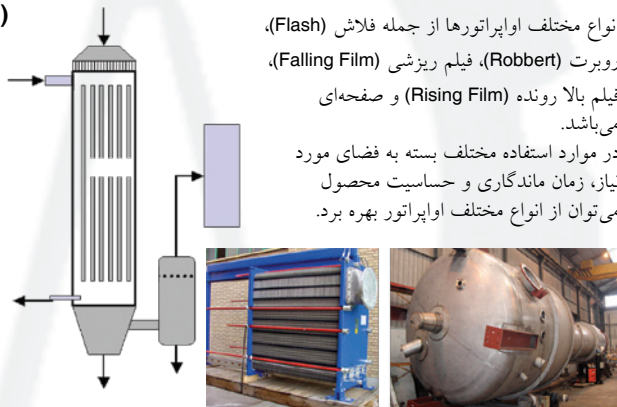 انواع مختلف اواپراتورها از جمله فلاش (Flash)،
روبرت (Robbert)، فیلم ریزشی (Falling Film)،
فیلم بالا رونده (Rising Film) و صفحه‌ای
می‌باشد.
در موارد استفاده مختلف بسته به فضای مورد
نیاز، زمان ماندگاری و حساسیت محصول
می‌توان از انواع مختلف اواپراتور بهره برد.